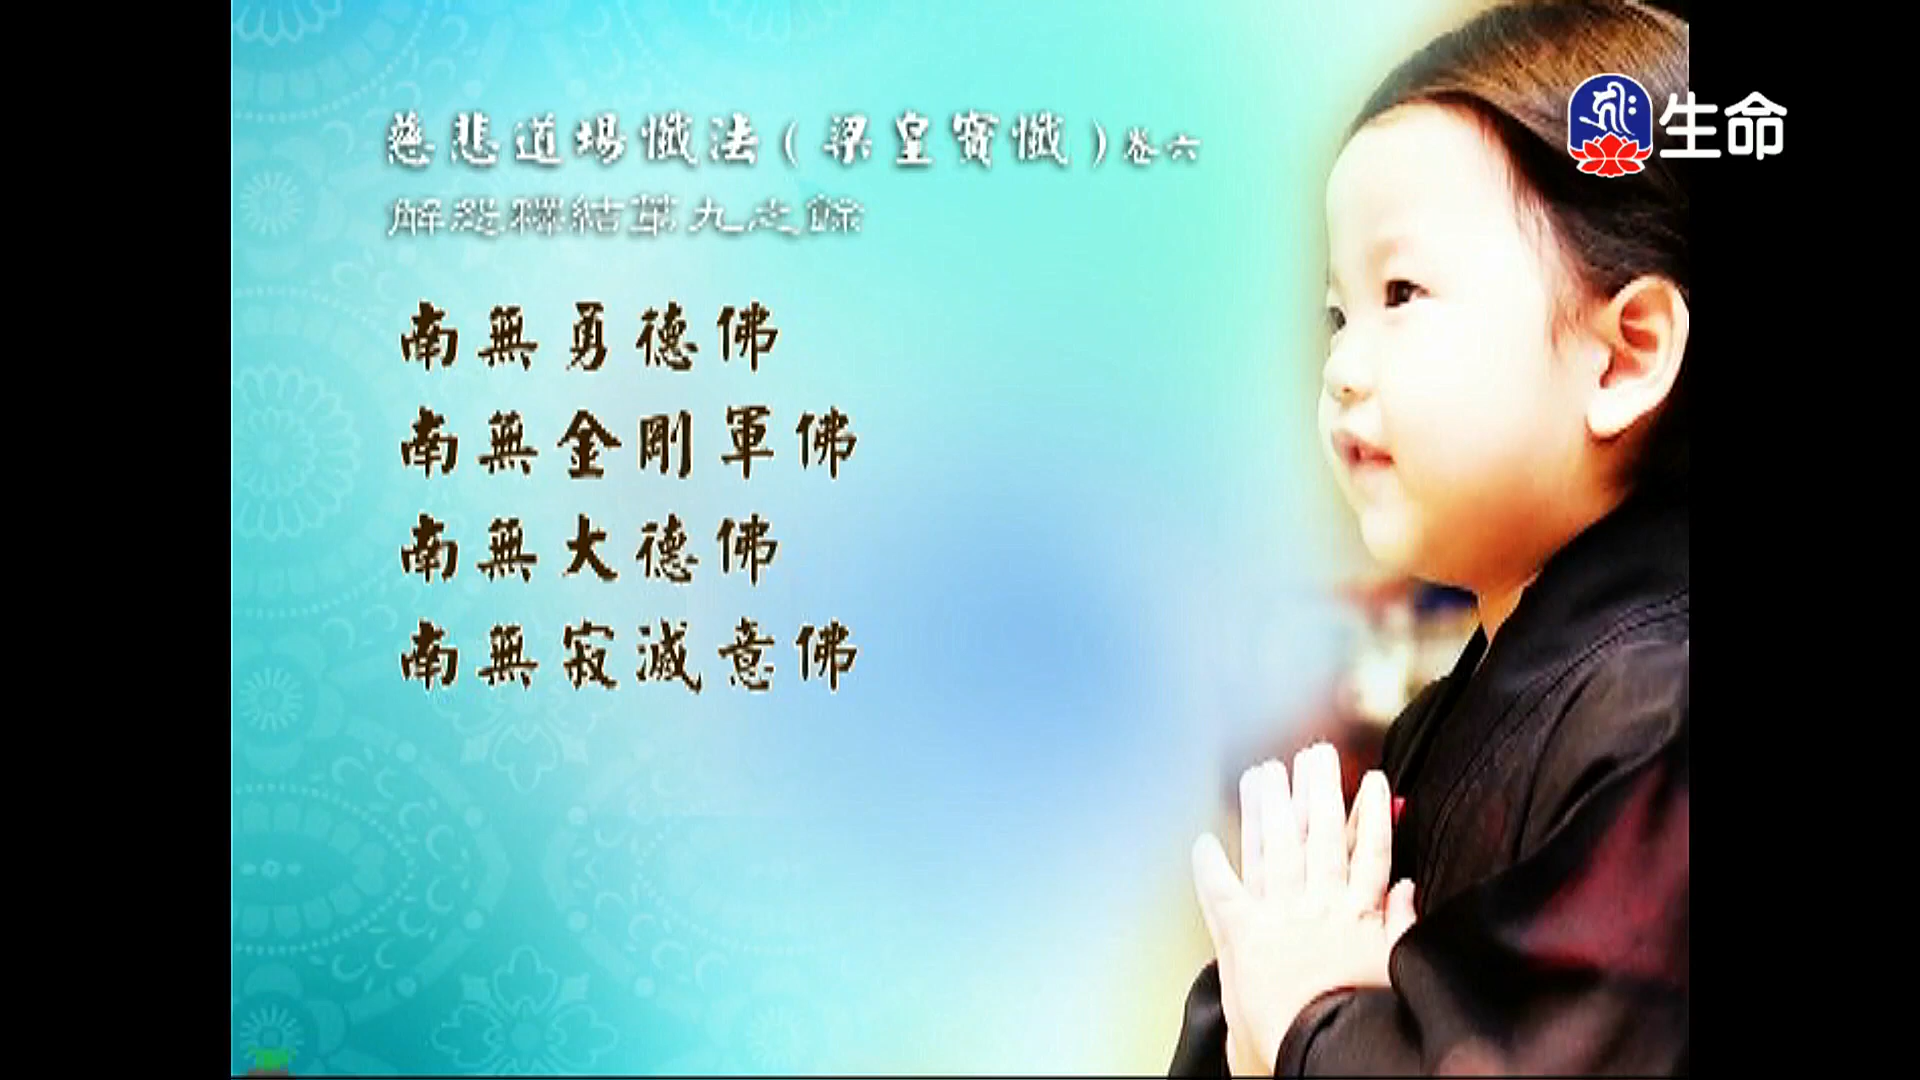 慈悲道場懺法(梁皇寶懺)卷六
生命
解怨釋結第九之餘
南無勇德佛
南無金剛軍佛
南無大德佛
南無寂滅意佛